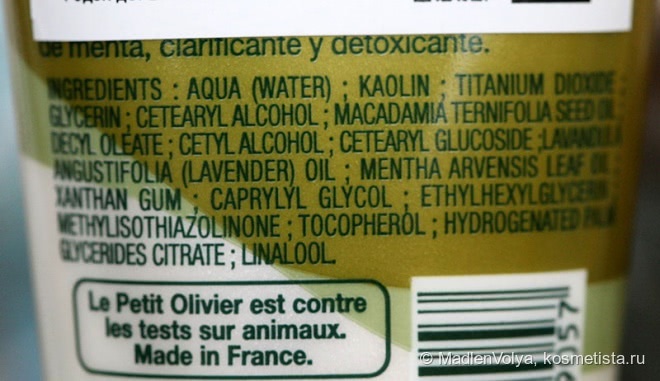 de menta, clarificante y detoxicante.
INGREDIENTS : AQUA (WATER) ; KAOLIN ; TITANIUM DIOXIDE
GLYCERIN ; CETEARYL ALCOHOL ; MACADAMIA TERNIFOLIA SEED OIL
DECYL OLEATE ; CETYL ALCOHOL ; CETEARYL GLUCOSIDE ; LAVANDULA
ANGUSTIFOLIA (LAVENDER) OIL ; MENTHA ARVENSIS LEAF OIL ;
XANTHAN GUM ; CAPRYLYL GLYCOL ; ETHYLHEXYLGLYCERIN
METHYLISOTHIAZOLINONE ; TOCOPHEROL ; HYDROGENATED PALM
GLYCERIDES CITRATE ; LINALOOL.
Le Petit Olivier est contre
les tests sur animaux.
Made in France.
957
© MadlenVolya, kosmetista.ru